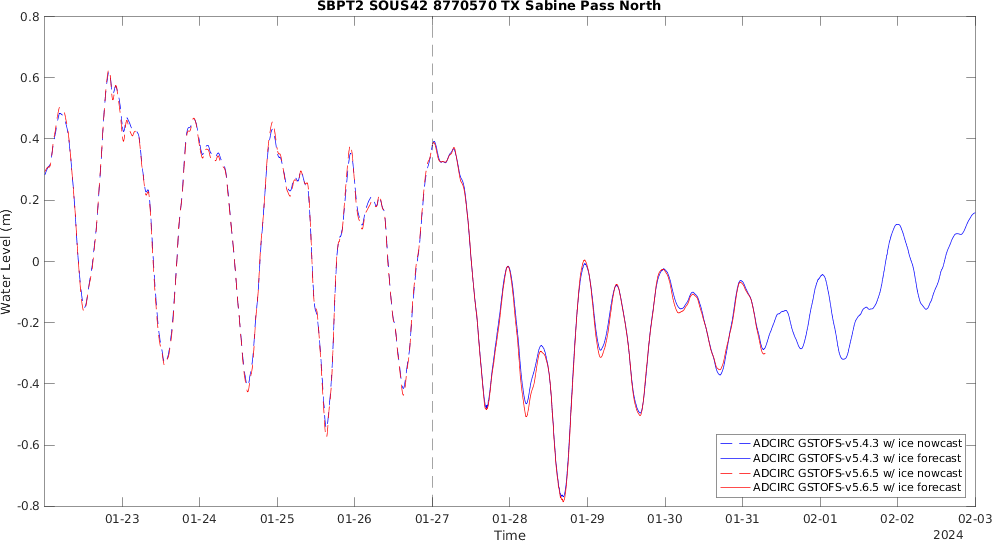 SBPT2 SOUS42 8770570 TX Sabine Pass North
Water Level (m)
0.8
0.6
0.4
0.2
0
-0.2
-0.4
-0.6
-0.8
ADCIRC GSTOFS-v5.4.3 w/ ice nowcast
ADCIRC GSTOFS-v5.4.3 w/ ice forecast
ADCIRC GSTOFS-v5.6.5 w/ ice nowcast
ADCIRC GSTOFS-v5.6.5 w/ ice forecast
01-23 01-24 01-25 01-26 01-27 01-28 01-29 01-30 01-31 02-01 02-02 02-03
Time
2024